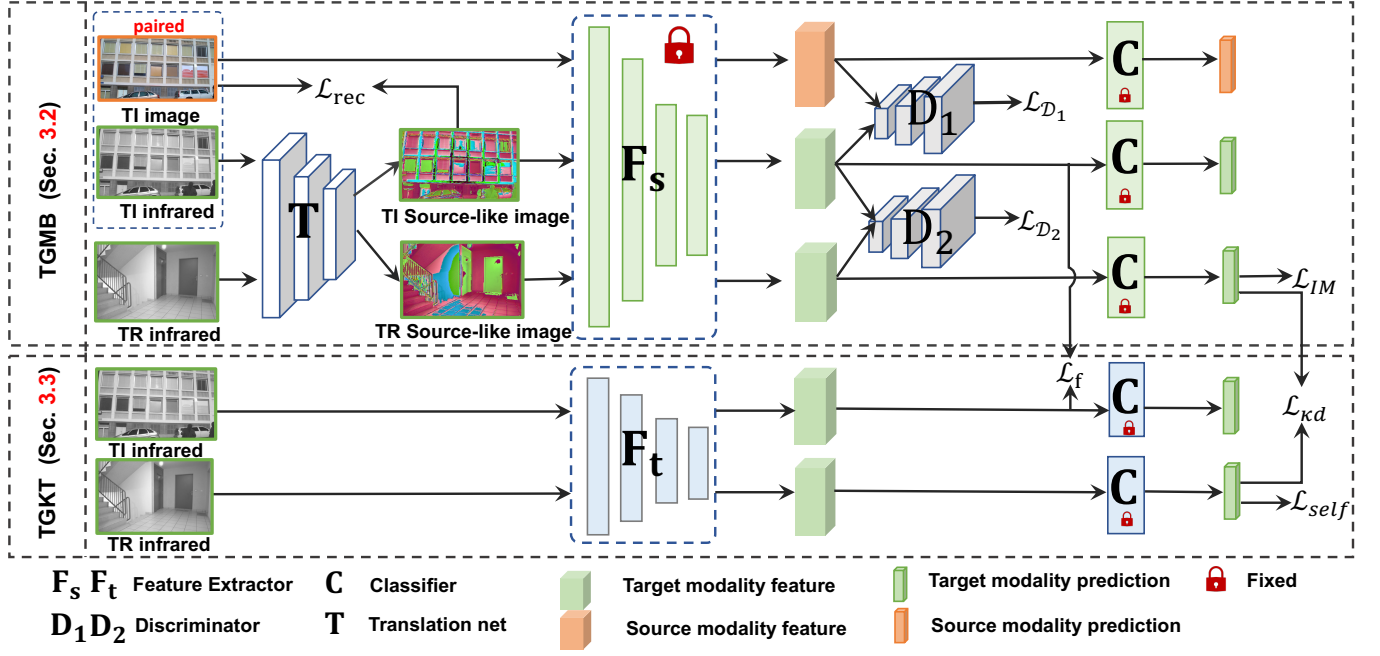 TGMB (Sec. 3.2)
paired
TI image
TI infrared
TR infrared
ℒrec
T
TI Source-like image
TR Source-like image
Fs
D1
ℒ𝒟1
D2
ℒ𝒟2
C
C
C
ℒIM
TGKT (Sec. 3.3)
TI infrared
TR infrared
Ft
ℒf
C
C
ℒκd
ℒself
Fs Ft Feature Extractor C Classifier Target modality feature Target modality prediction Fixed
D1 D2 Discriminator T Translation net Source modality feature Source modality prediction